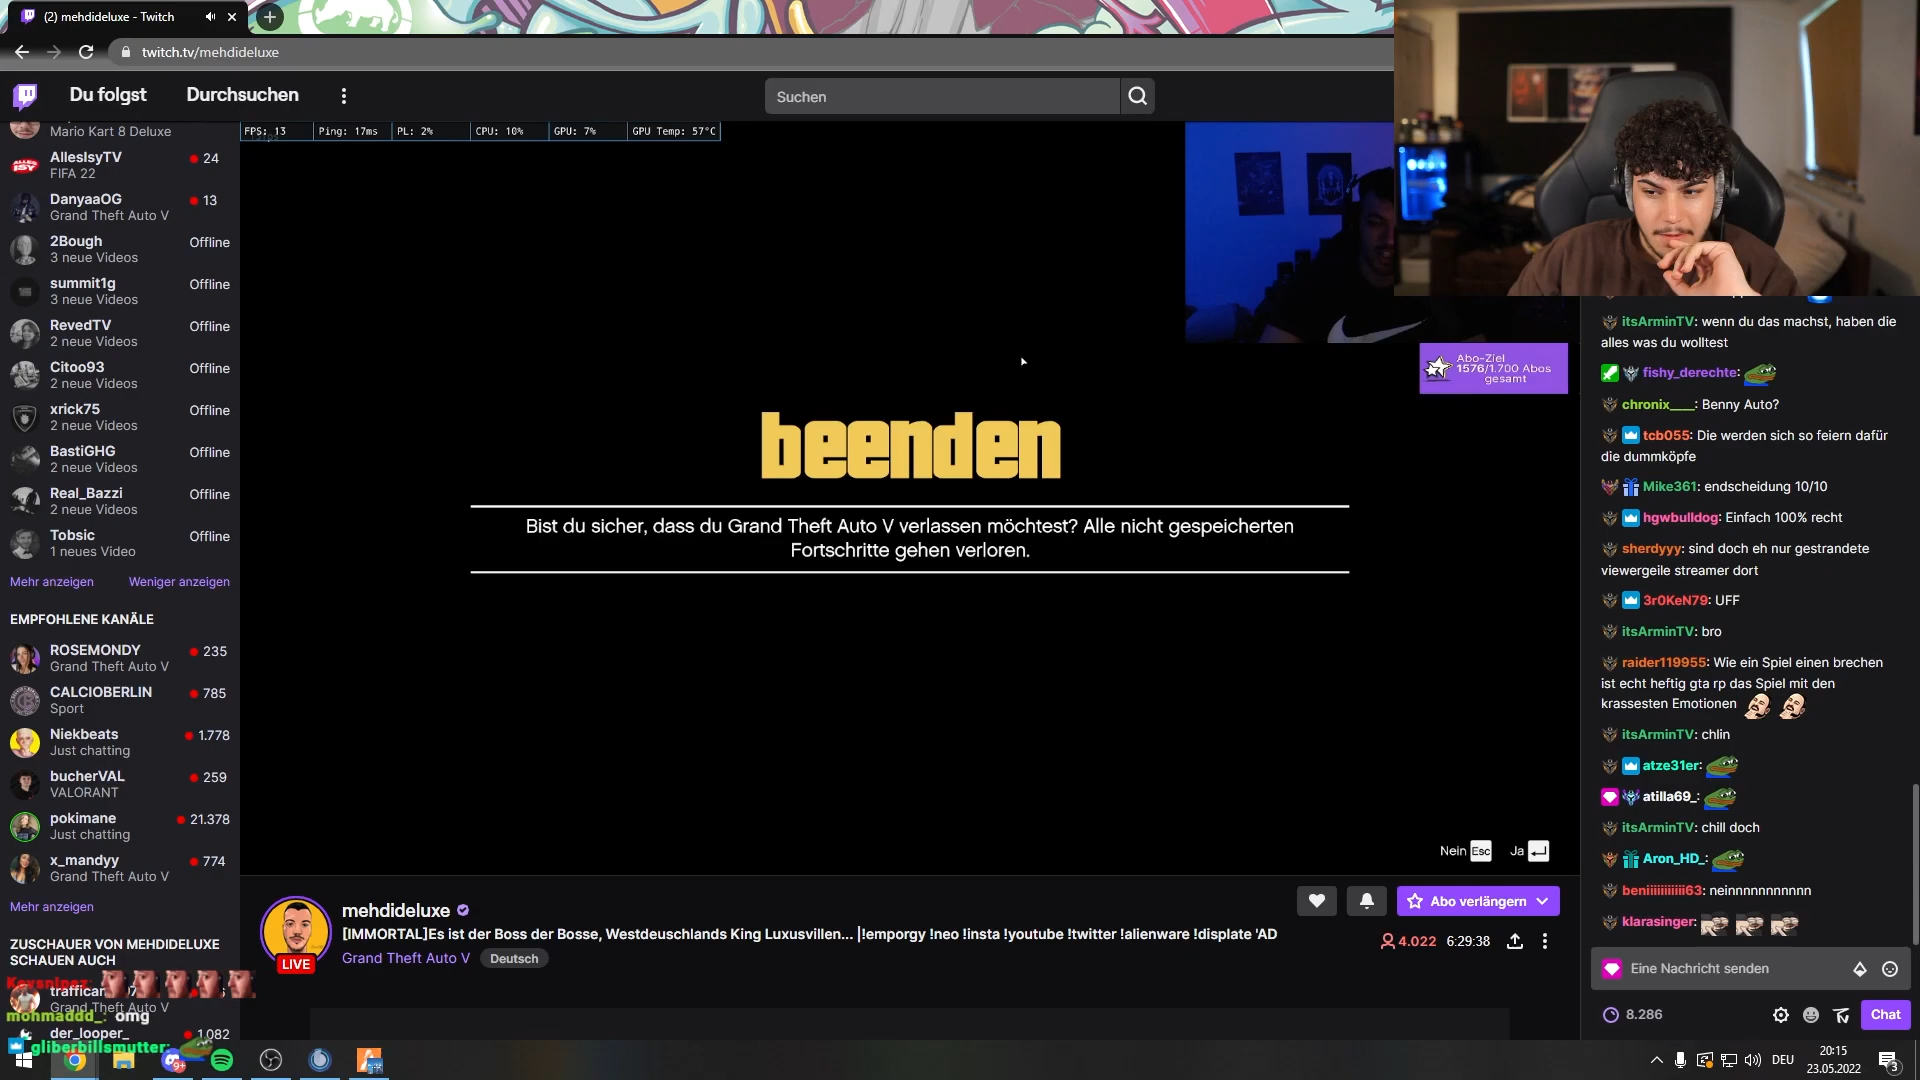 (2) mehdideluxe - Twitch
twitch.tv/mehdideluxe
Du folgst
Durchsuchen
Suchen
Mario Kart 8 Deluxe
AllesIsyTV
24
FIFA 22
DanyaaOG
13
Grand Theft Auto V
2Bough
Offline
3 neue Videos
summit1g
Offline
3 neue Videos
RevedTV
Offline
2 neue Videos
Citoo93
Offline
2 neue Videos
xrick75
Offline
2 neue Videos
BastiGHG
Offline
2 neue Videos
Real_Bazzi
Offline
2 neue Videos
Tobsic
Offline
1 neues Video
Mehr anzeigen
Weniger anzeigen
EMPFOHLENE KANÄLE
ROSEMONDY
235
Grand Theft Auto V
CALCIOBERLIN
785
Sport
Niekbeats
1.778
Just chatting
bucherVAL
259
VALORANT
pokimane
21.378
Just chatting
x_mandyy
774
Grand Theft Auto V
Mehr anzeigen
ZUSCHAUER VON MEHDIDELUXE
SCHAUEN AUCH
Grand Theft Auto V
mohmaddd_: omg
der_looper_
1.082
gliberbillsmutter:
FPS: 13
Ping: 17ms
PL: 2%
CPU: 10%
GPU: 7%
GPU Temp: 57°C
Abo-Ziel
1576/1.700 Abos
gesamt
beenden
Bist du sicher, dass du Grand Theft Auto V verlassen möchtest? Alle nicht gespeicherten
Fortschritte gehen verloren.
Nein Esc
Ja
mehdideluxe
LIVE
[IMMORTAL]Es ist der Boss der Bosse, Westdeuschlands King Luxusvillen... |!emporgy !neo !insta !youtube !twitter !alienware !displate 'AD
Grand Theft Auto V
Deutsch
Abo verlängern
4.022
6:29:38
itsArminTV: wenn du das machst, haben die
alles was du wolltest
fishy_derechte:
chronix____: Benny Auto?
tcb055: Die werden sich so feiern dafür
die dummköpfe
Mike361: endscheidung 10/10
hgwbulldog: Einfach 100% recht
sherdyyy: sind doch eh nur gestrandete
viewergeile streamer dort
3r0KeN79: UFF
itsArminTV: bro
raider119955: Wie ein Spiel einen brechen
ist echt heftig gta rp das Spiel mit den
krassesten Emotionen
itsArminTV: chlin
atze31er:
atilla69_:
itsArminTV: chill doch
Aron_HD_:
beniiiiiiiiiiii63: neinnnnnnnnnnn
klarasinger:
Eine Nachricht senden
8.286
Chat
9+
DEU
20:15
23.05.2022
3